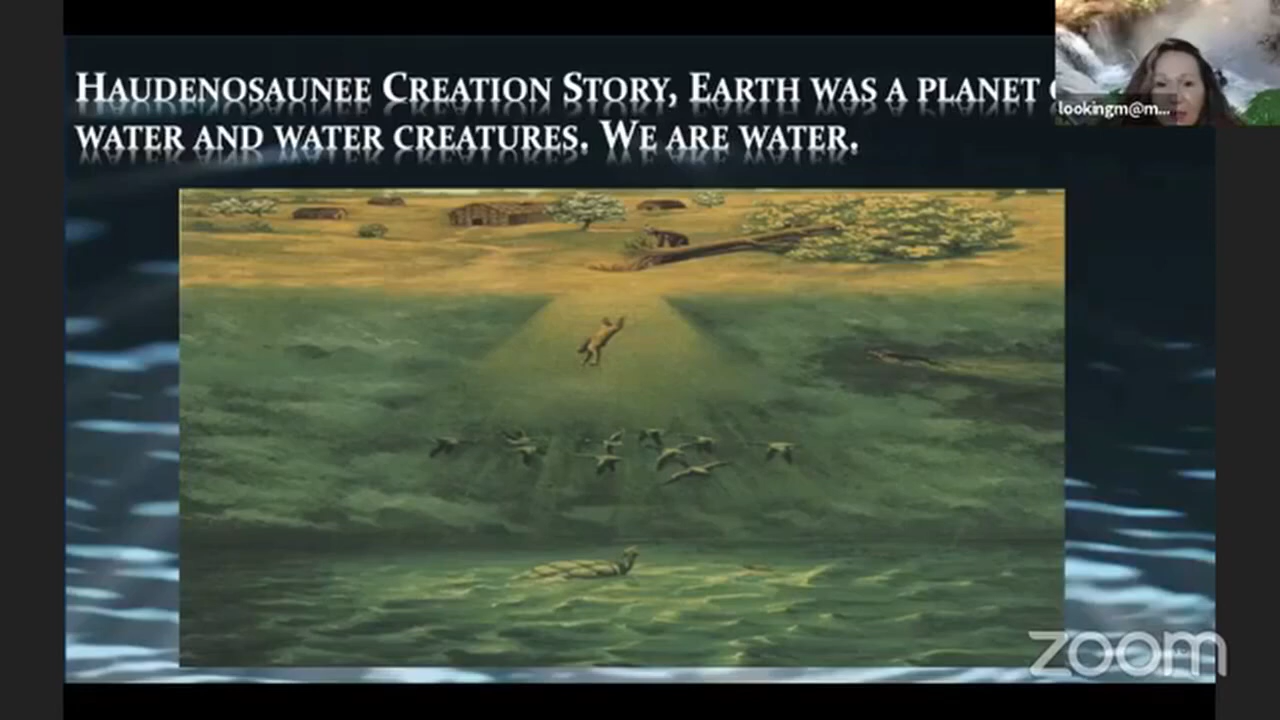 Haudenosaunee Creation Story, Earth was a planet
water and water creatures. We are water.
lookingm@m...
zoom